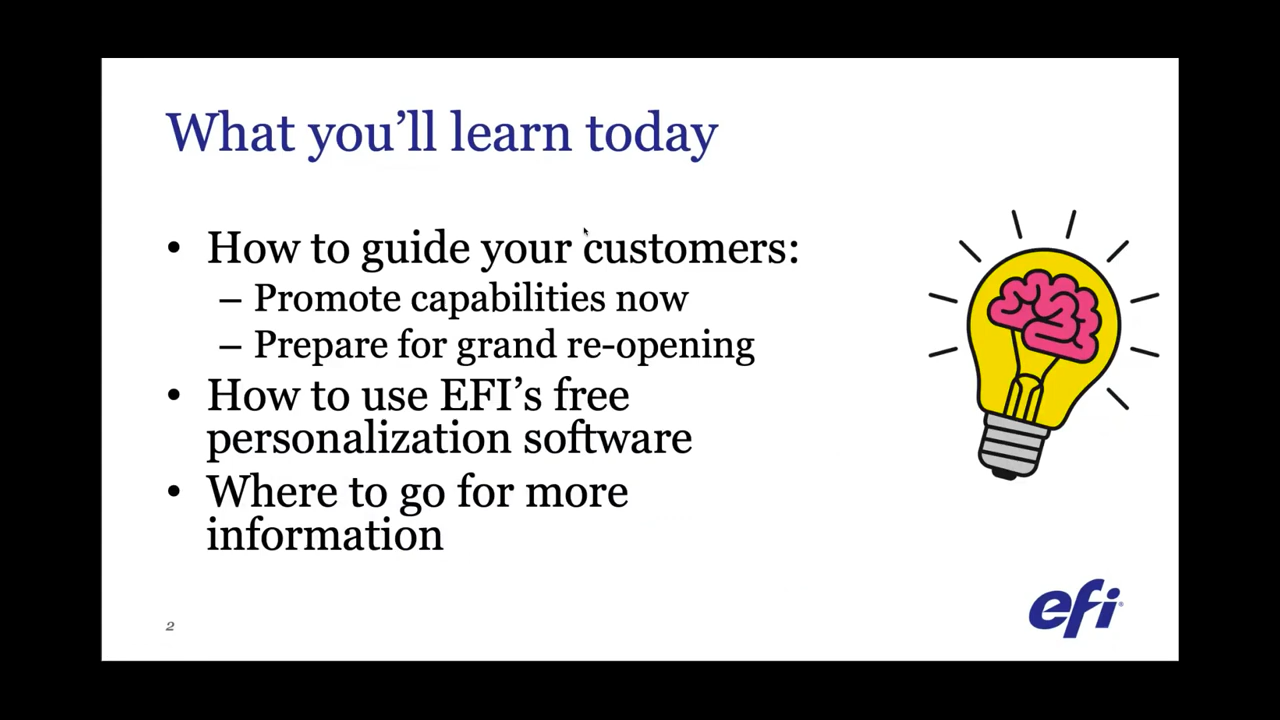 What you’ll learn today
• How to guide your customers:
– Promote capabilities now
– Prepare for grand re-opening
• How to use EFI’s free
personalization software
• Where to go for more
information
2
efi®